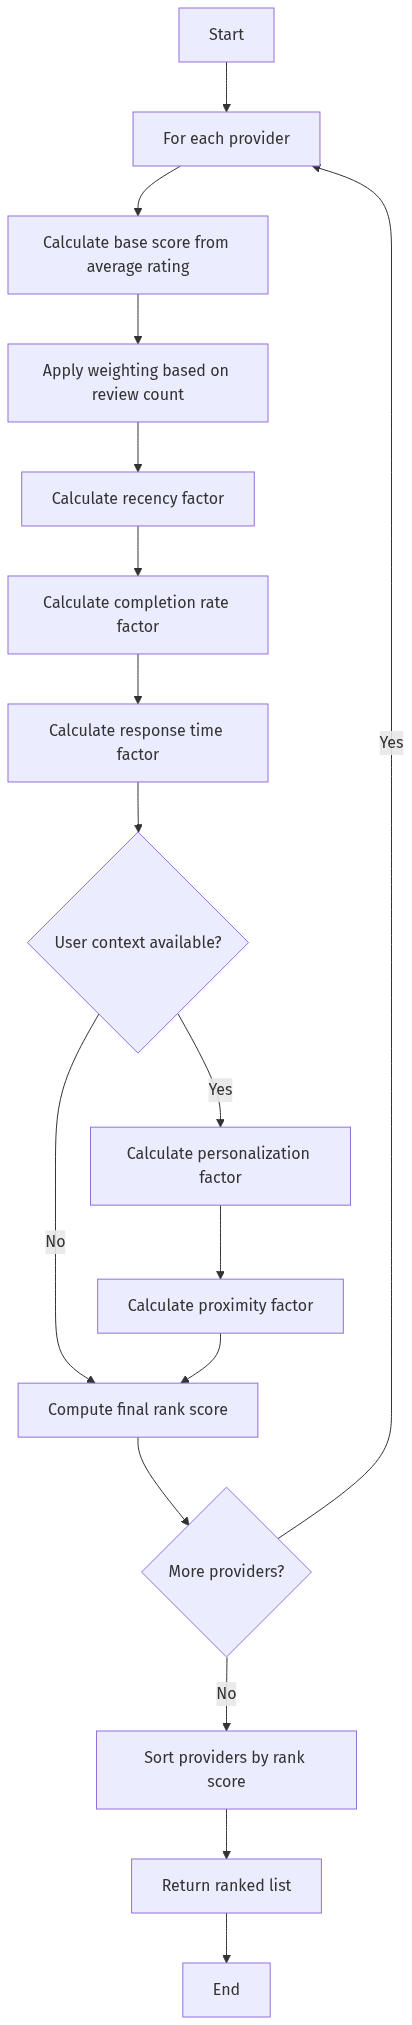 Start
For each provider
Calculate base score from
average rating
Apply weighting based on
review count
Calculate recency factor
Calculate completion rate
factor
Calculate response time
factor
Yes
User context available?
Yes
Calculate personalization
factor
No
Calculate proximity factor
Compute final rank score
More providers?
No
Sort providers by rank
score
Return ranked list
End